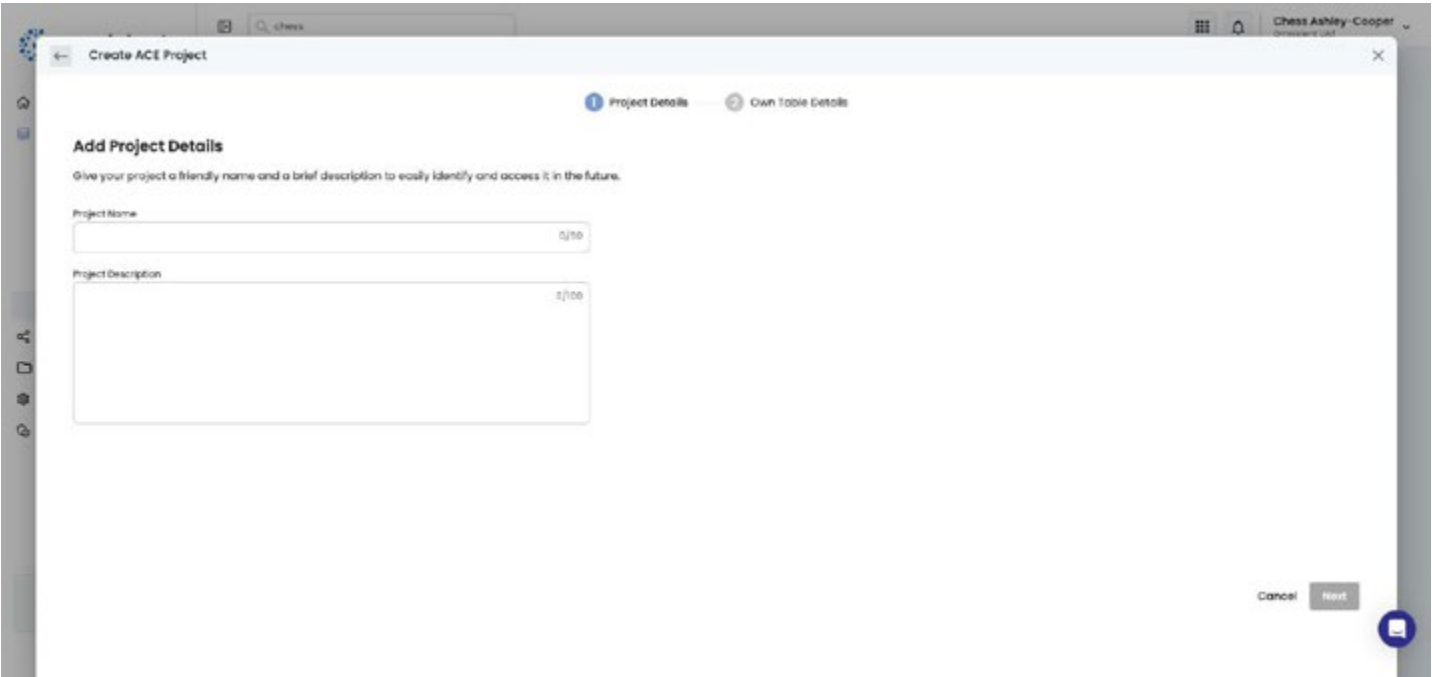 chess
Chess Ashley-Cooper
Create ACE Project
1 Project Details
2 Own Table Details
Add Project Details
Give your project a friendly name and a brief description to easily identify and access it in the future.
Project Name
0/50
Project Description
0/100
Cancel
Next